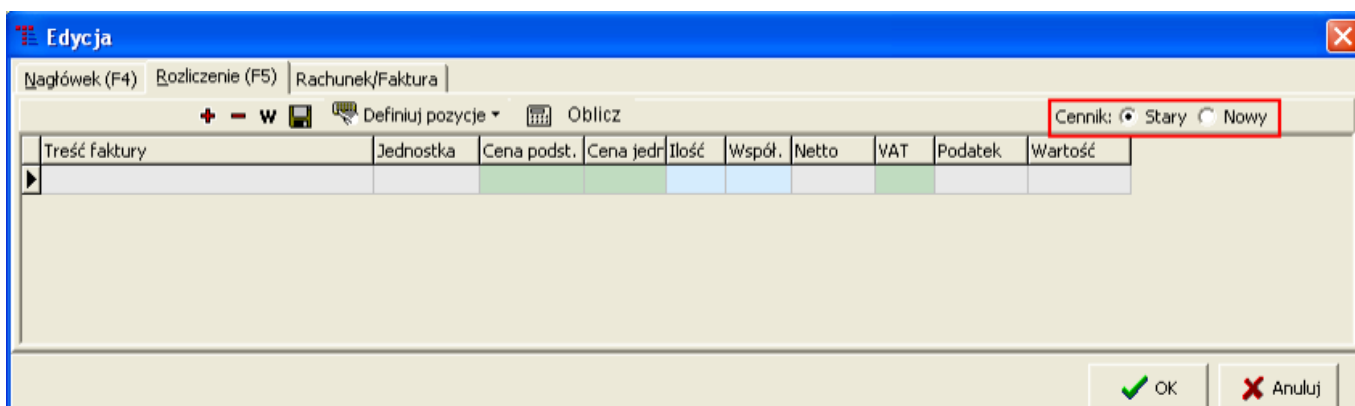 Edycja
Nagłówek (F4) Rozliczenie (F5) Rachunek/Faktura
W Definiuj pozycje Oblicz Cennik: Stary Nowy
Treść faktury Jednostka Cena podst. Cena jedr Ilość Współ. Netto VAT Podatek Wartość
OK Anuluj